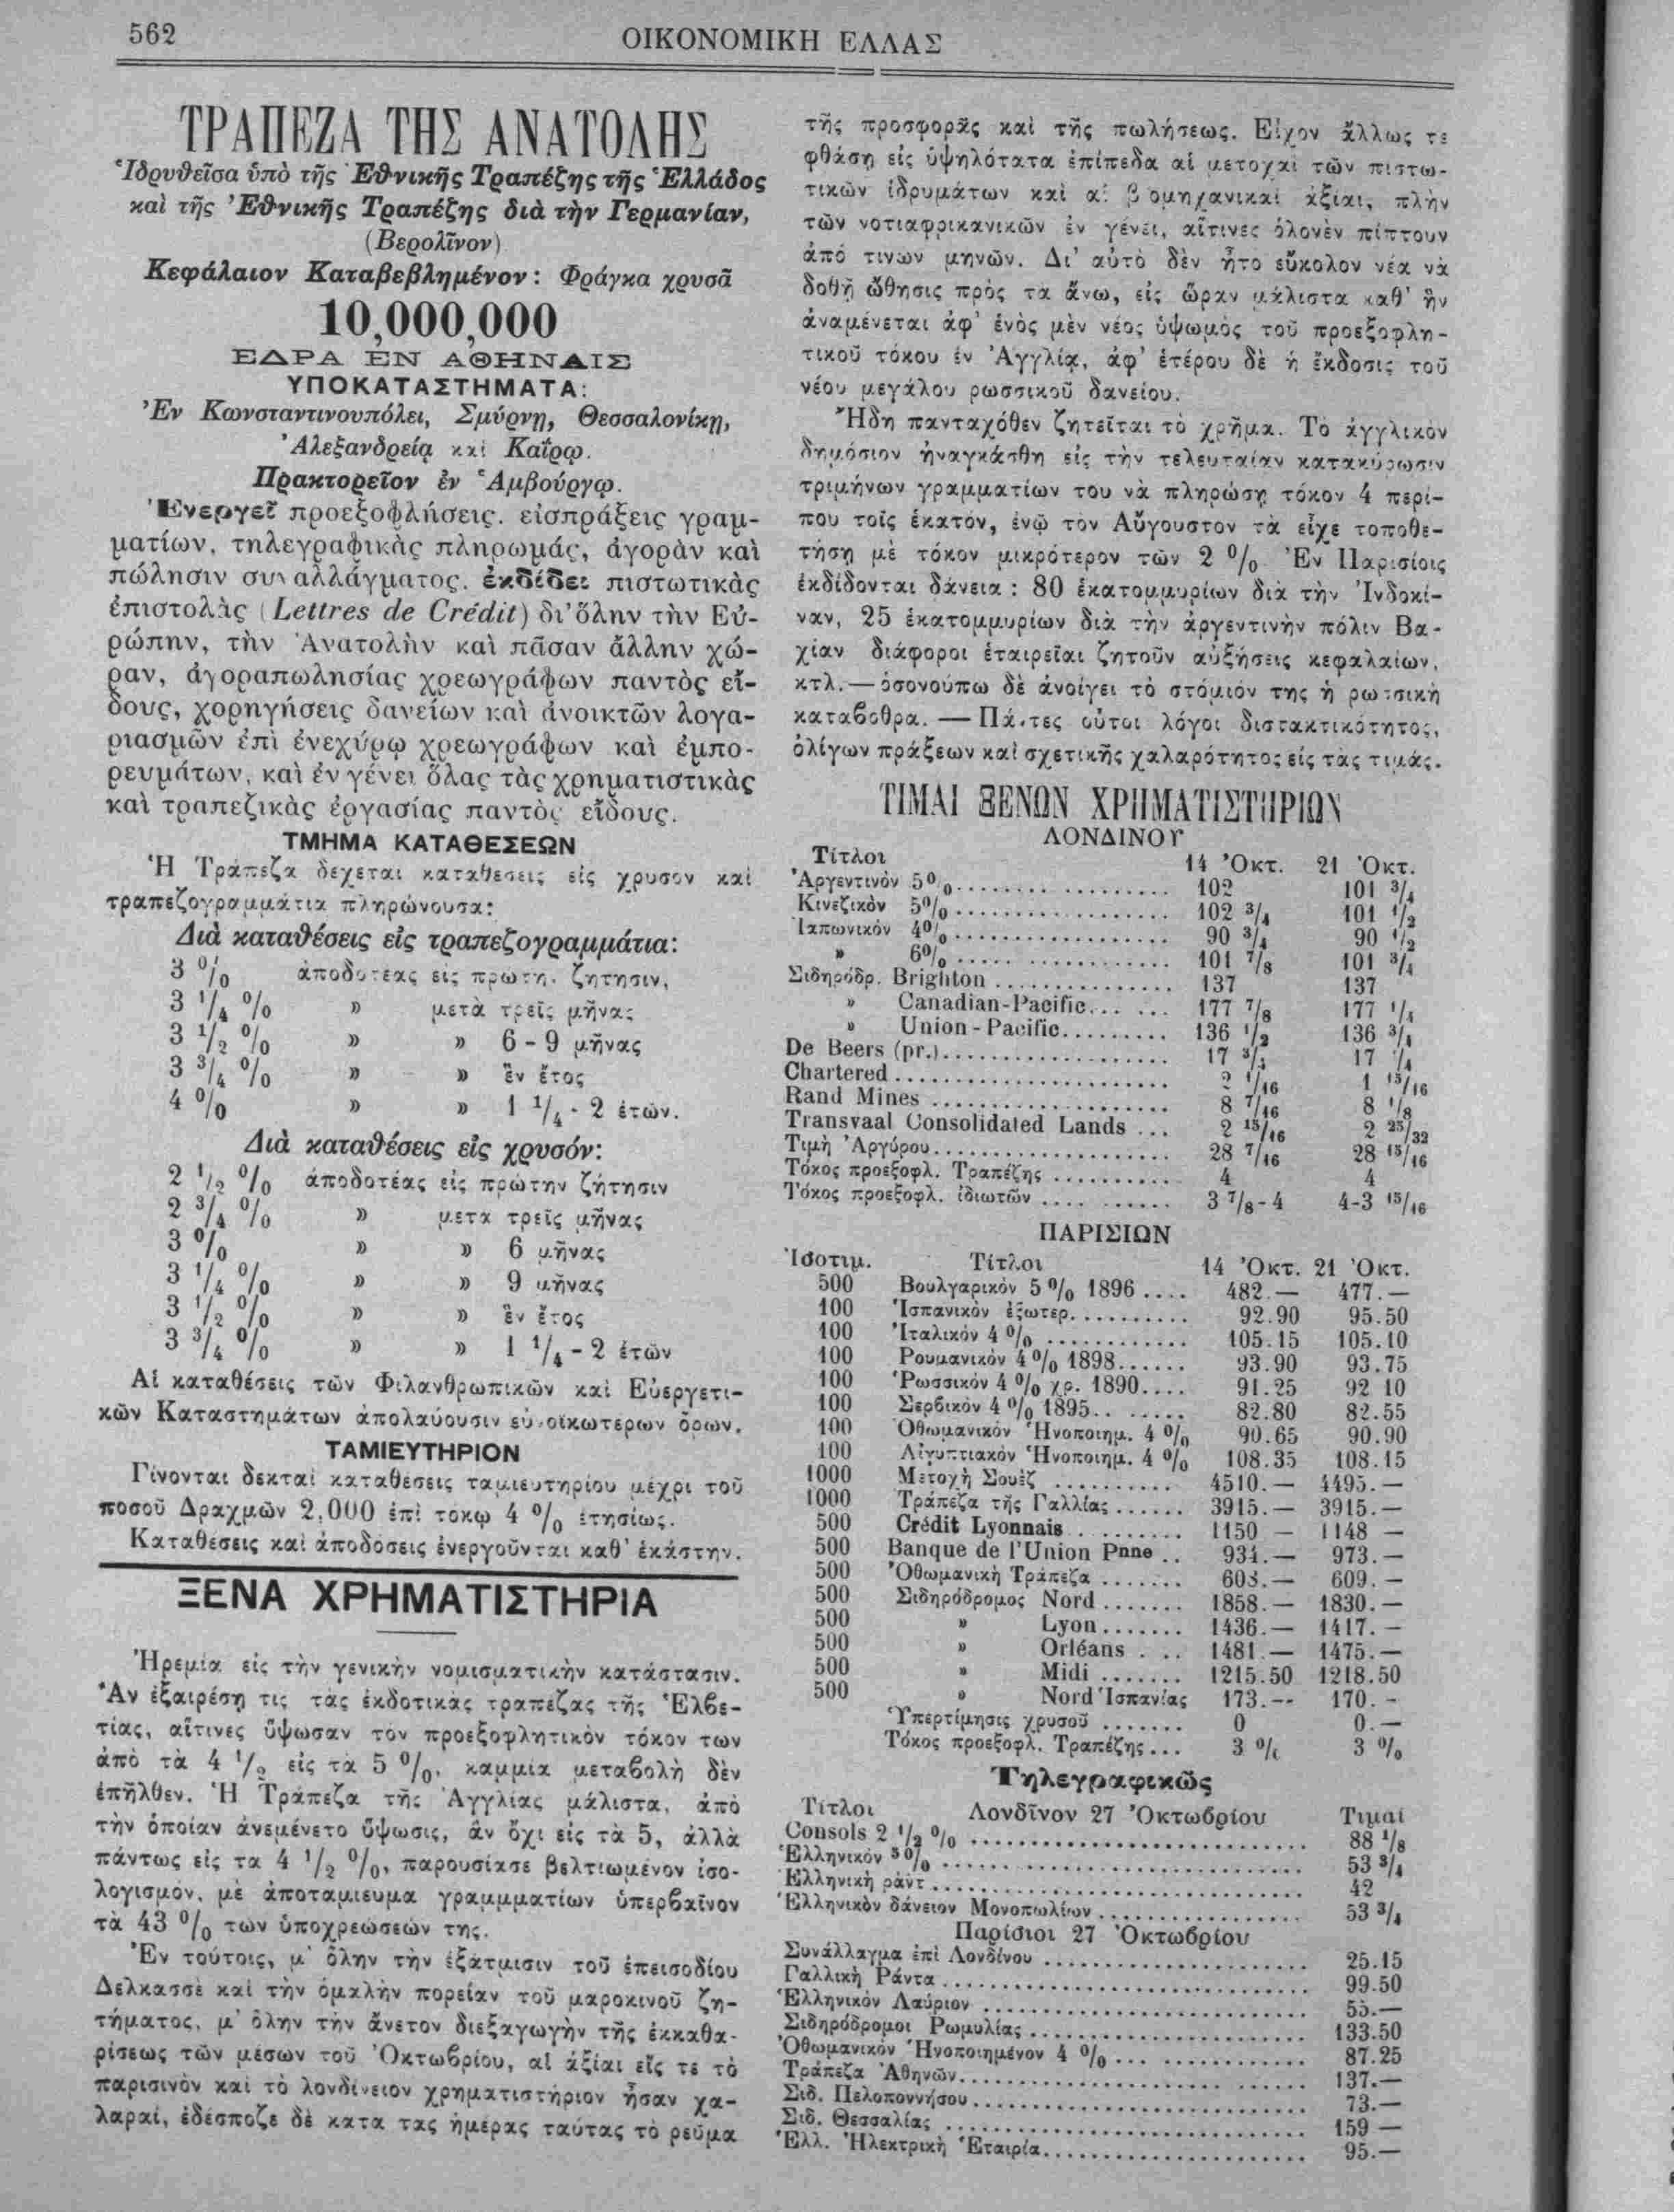 562
ΟΙΚΟΝΟΜΙΚΗ ΕΛΛΑΣ
ΤΡΑΠΕΖΑ ΤΗΣ ΑΝΑΤΟΛΗΣ
Ἱδρυθεῖσα ὑπὸ τῆς Ἐθνικῆς Τραπέζης τῆς Ἑλλάδος
καὶ τῆς Ἐθνικῆς Τραπέζης διὰ τὴν Γερμανίαν,
(Βερολῖνον)
Κεφάλαιον Καταβεβλημένον: Φράγκα χρυσᾶ
10,000,000
ΕΔΡΑ ΕΝ ΑΘΗΝΑΙΣ
ΥΠΟΚΑΤΑΣΤΗΜΑΤΑ:
Ἐν Κωνσταντινουπόλει, Σμύρνῃ, Θεσσαλονίκῃ,
Ἀλεξανδρείᾳ καὶ Καΐρῳ.
Πρακτορεῖον ἐν Ἁμβούργῳ.
Ἐνεργεῖ προεξοφλήσεις, εἰσπράξεις γραμ-
ματίων, τηλεγραφικὰς πληρωμάς, ἀγορὰν καὶ
πώλησιν συναλλάγματος, ἐκδίδει πιστωτικὰς
ἐπιστολὰς (Lettres de Crédit) δι' ὅλην τὴν Εὐ-
ρώπην, τὴν Ἀνατολὴν καὶ πᾶσαν ἄλλην χώ-
ραν, ἀγοραπωλησίας χρεωγράφων παντὸς εἴ-
δους, χορηγήσεις δανείων καὶ ἀνοικτῶν λογα-
ριασμῶν ἐπὶ ἐνεχύρῳ χρεωγράφων καὶ ἐμπο-
ρευμάτων, καὶ ἐν γένει ὅλας τὰς χρηματιστικὰς
καὶ τραπεζικὰς ἐργασίας παντὸς εἴδους.
ΤΜΗΜΑ ΚΑΤΑΘΕΣΕΩΝ
Ἡ Τράπεζα δέχεται καταθέσεις εἰς χρυσὸν καὶ
τραπεζογραμμάτια πληρώνουσα:
Διὰ καταθέσεις εἰς τραπεζογραμμάτια:
3 % ἀποδοτέας εἰς πρώτην ζήτησιν,
3 1/4 % » μετὰ τρεῖς μῆνας
3 1/2 % » » 6 - 9 μῆνας
3 3/4 % » » ἓν ἔτος
4 % » » 1 1/4 - 2 ἐτῶν.
Διὰ καταθέσεις εἰς χρυσόν:
2 1/2 % ἀποδοτέας εἰς πρώτην ζήτησιν
2 3/4 % » μετὰ τρεῖς μῆνας
3 % » » 6 μῆνας
3 1/4 % » » 9 μῆνας
3 1/2 % » » ἓν ἔτος
3 3/4 % » » 1 1/4 - 2 ἐτῶν
Αἱ καταθέσεις τῶν Φιλανθρωπικῶν καὶ Εὐεργετι-
κῶν Καταστημάτων ἀπολαύουσιν εὐνοϊκωτέρων ὅρων.
ΤΑΜΙΕΥΤΗΡΙΟΝ
Γίνονται δεκταὶ καταθέσεις ταμιευτηρίου μέχρι τοῦ
ποσοῦ Δραχμῶν 2,000 ἐπὶ τόκῳ 4 % ἐτησίως.
Καταθέσεις καὶ ἀποδόσεις ἐνεργοῦνται καθ' ἑκάστην.
ΞΕΝΑ ΧΡΗΜΑΤΙΣΤΗΡΙΑ
Ἠρεμία εἰς τὴν γενικὴν νομισματικὴν κατάστασιν.
Ἂν ἐξαιρέσῃ τις τὰς ἐκδοτικὰς τραπέζας τῆς Ἑλβε-
τίας, αἵτινες ὕψωσαν τὸν προεξοφλητικὸν τόκον των
ἀπὸ τὰ 4 1/2 εἰς τὰ 5 %, καμμία μεταβολὴ δὲν
ἐπῆλθεν. Ἡ Τράπεζα τῆς Ἀγγλίας μάλιστα, ἀπὸ
τὴν ὁποίαν ἀνεμένετο ὕψωσις, ἂν ὄχι εἰς τὰ 5, ἀλλὰ
πάντως εἰς τὰ 4 1/2 %, παρουσίασε βελτιωμένον ἰσο-
λογισμόν, μὲ ἀποταμίευμα γραμμματίων ὑπερβαῖνον
τὰ 43 % τῶν ὑποχρεώσεών της.
Ἐν τούτοις, μ' ὅλην τὴν ἐξάτμισιν τοῦ ἐπεισοδίου
Δελκασσὲ καὶ τὴν ὁμαλὴν πορείαν τοῦ μαροκινοῦ ζη-
τήματος, μ' ὅλην τὴν ἄνετον διεξαγωγὴν τῆς ἐκκαθα-
ρίσεως τῶν μέσων τοῦ Ὀκτωβρίου, αἱ ἀξίαι εἴς τε τὸ
παρισινὸν καὶ τὸ λονδίνειον χρηματιστήριον ἦσαν χα-
λαραί, ἐδέσποζε δὲ κατὰ τὰς ἡμέρας ταύτας τὸ ρεῦμα
τῆς προσφορᾶς καὶ τῆς πωλήσεως. Εἶχον ἄλλως τε
φθάσῃ εἰς ὑψηλότατα ἐπίπεδα αἱ μετοχαὶ τῶν πιστω-
τικῶν ἱδρυμάτων καὶ αἱ βιομηχανικαὶ ἀξίαι, πλὴν
τῶν νοτιαφρικανικῶν ἐν γένει, αἵτινες ὁλονὲν πίπτουν
ἀπό τινων μηνῶν. Δι' αὐτὸ δὲν ἦτο εὔκολον νέα νὰ
δοθῇ ὤθησις πρὸς τὰ ἄνω, εἰς ὥραν μάλιστα καθ' ἣν
ἀναμένεται ἀφ' ἑνὸς μὲν νέος ὑψωμὸς τοῦ προεξοφλη-
τικοῦ τόκου ἐν Ἀγγλίᾳ, ἀφ' ἑτέρου δὲ ἡ ἔκδοσις τοῦ
νέου μεγάλου ρωσσικοῦ δανείου.
Ἤδη πανταχόθεν ζητεῖται τὸ χρῆμα. Τὸ ἀγγλικὸν
δημόσιον ἠναγκάσθη εἰς τὴν τελευταίαν κατακύρωσιν
τριμήνων γραμματίων του νὰ πληρώσῃ τόκον 4 περί-
που τοῖς ἑκατόν, ἐνῷ τὸν Αὔγουστον τὰ εἶχε τοποθε-
τήσῃ μὲ τόκον μικρότερον τῶν 2 % Ἐν Παρισίοις
ἐκδίδονται δάνεια: 80 ἑκατομμυρίων διὰ τὴν Ἰνδοκί-
ναν, 25 ἑκατομμυρίων διὰ τὴν ἀργεντινὴν πόλιν Βα-
χίαν διάφοροι ἑταιρεῖαι ζητοῦν αὐξήσεις κεφαλαίων,
κτλ. — ὁσονούπω δὲ ἀνοίγει τὸ στόμιόν της ἡ ρωσσικὴ
καταβόθρα. — Πάντες οὗτοι λόγοι διστακτικότητος,
ὀλίγων πράξεων καὶ σχετικῆς χαλαρότητος εἰς τὰς τιμάς.
ΤΙΜΑΙ ΞΕΝΩΝ ΧΡΗΜΑΤΙΣΤΗΡΙΩΝ
ΛΟΝΔΙΝΟΥ
Τίτλοι 14 Ὀκτ. 21 Ὀκτ.
Ἀργεντινὸν 5% 102 101 3/4
Κινεζικὸν 5% 102 3/4 101 1/2
Ἰαπωνικόν 4% 90 3/4 90 1/2
» 6% 101 7/8 101 3/4
Σιδηρόδρ. Brighton 137 137
» Canadian-Pacific 177 7/8 177 1/4
» Union - Pacific 136 1/2 136 3/4
De Beers (pr.) 17 3/4 17 1/4
Chartered 2 1/16 1 15/16
Rand Mines 8 7/16 8 1/8
Transvaal Consolidated Lands 2 15/16 2 25/32
Τιμὴ Ἀργύρου 28 7/16 28 15/16
Τόκος προεξοφλ. Τραπέζης 4 4
Τόκος προεξοφλ. ἰδιωτῶν 3 7/8 - 4 4-3 15/16
ΠΑΡΙΣΙΩΝ
Ἰσοτιμ. Τίτλοι 14 Ὀκτ. 21 Ὀκτ.
500 Βουλγαρικόν 5% 1896 482.— 477.—
100 Ἱσπανικὸν ἐξωτερ. 92.90 95.50
100 Ἰταλικόν 4% 105.15 105.10
100 Ρουμανικόν 4% 1898 93.90 93.75
100 Ῥωσσικόν 4 % χρ. 1890 91.25 92 10
100 Σερβικόν 4 % 1895 82.80 82.55
100 Ὀθωμανικόν Ἡνοποιημ. 4 % 90.65 90.90
100 Αἰγυπτιακόν Ἡνοποιημ. 4 % 108.35 108.15
1000 Μετοχὴ Σουὲζ 4510.— 4495.—
1000 Τράπεζα τῆς Γαλλίας 3915.— 3915.—
500 Crédit Lyonnais 1150 — 1148 —
500 Banque de l'Union Pnne 934.— 973.—
500 Ὀθωμανικὴ Τράπεζα 609.—
500 Σιδηρόδρομος Nord 1858.— 1830.—
500 » Lyon 1436.— 1417.—
500 » Orléans 1481.— 1475.—
500 » Midi 1215.50 1218.50
500 » Nord Ἱσπανίας 173.-- 170.-
Ὑπερτίμησις χρυσοῦ 0 0.—
Τόκος προεξοφλ. Τραπέζης 3 % 3 %
Τηλεγραφικῶς
Τίτλοι Λονδῖνον 27 Ὀκτωβρίου Τιμαί
Consols 2 1/2 % 88 1/8
Ἑλληνικόν 5% 53 3/4
Ἑλληνικὴ ράντ 42
Ἑλληνικὸν δάνειον Μονοπωλίων 53 3/4
Παρίσιοι 27 Ὀκτωβρίου
Συνάλλαγμα ἐπὶ Λονδίνου 25.15
Γαλλικὴ Ράντα 99.50
Ἑλληνικὸν Λαύριον 55.—
Σιδηρόδρομοι Ρωμυλίας 133.50
Ὀθωμανικὸν Ἡνοποιημένον 4 % 87.25
Τράπεζα Ἀθηνῶν 137.—
Σιδ. Πελοποννήσου 73.—
Σιδ. Θεσσαλίας 159 —
Ἑλλ. Ἠλεκτρικὴ Ἑταιρία 95.—